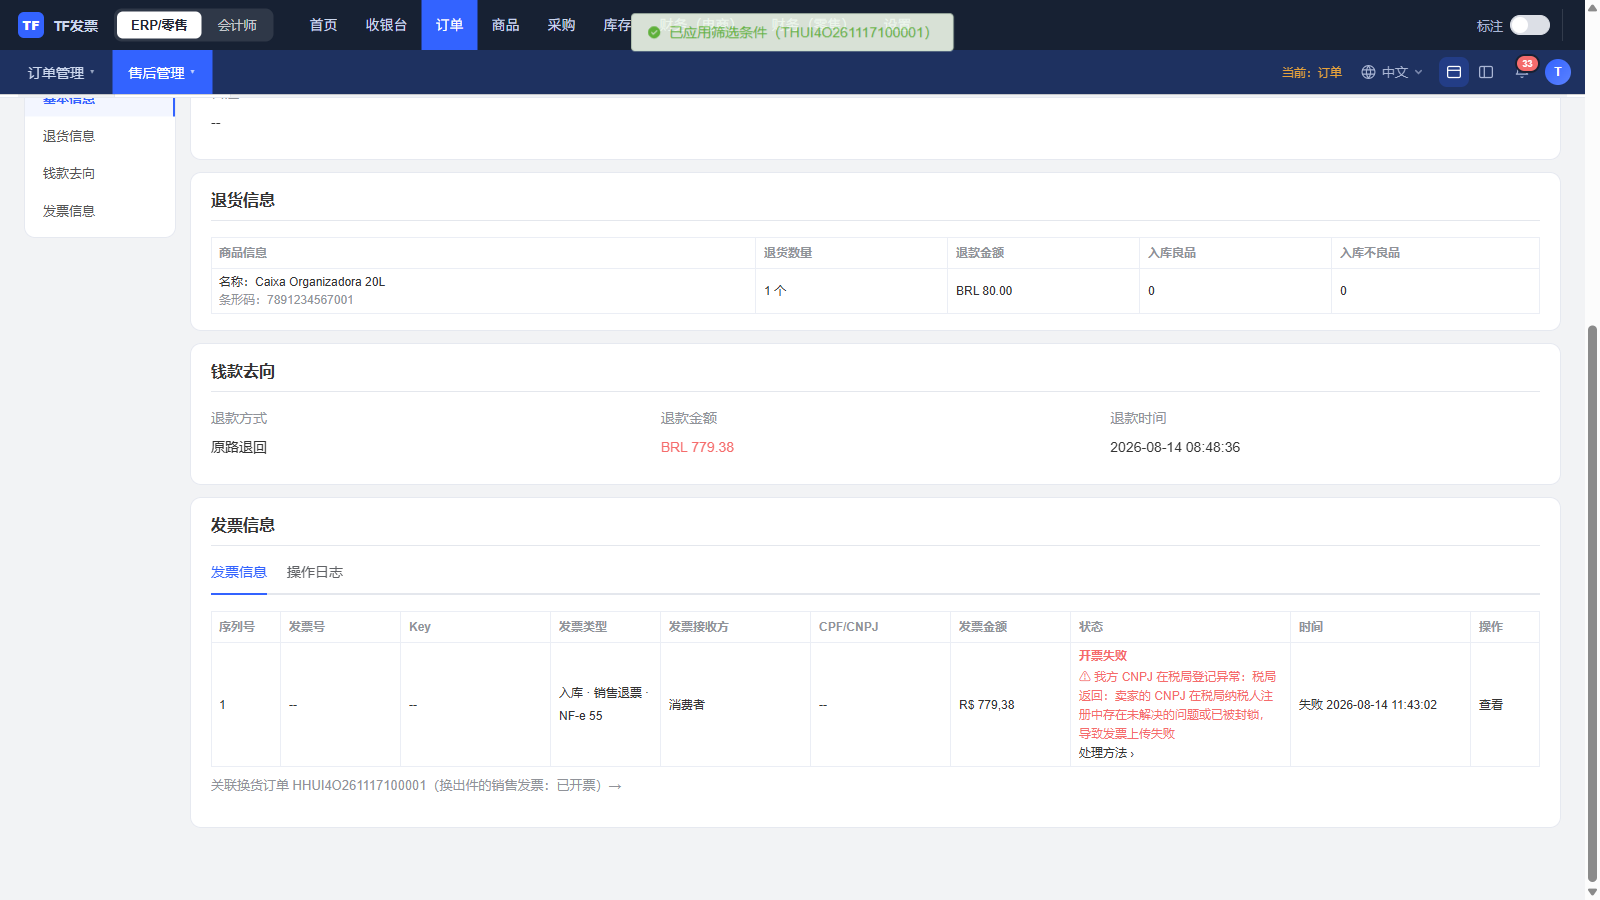 TF TF发票 ERP/零售 会计师 首页 收银台 订单 商品 采购 库存 财务（电商） 财务（零售） 设置 标注
已应用筛选条件（THUI4O261117100001）
订单管理 售后管理 当前：订单 中文 33 T
基本信息
退货信息
钱款去向
发票信息
--
退货信息
商品信息 退货数量 退款金额 入库良品 入库不良品
名称：Caixa Organizadora 20L
条形码：7891234567001
1 个 BRL 80.00 0 0
钱款去向
退款方式 退款金额 退款时间
原路退回 BRL 779.38 2026-08-14 08:48:36
发票信息
发票信息 操作日志
序列号 发票号 Key 发票类型 发票接收方 CPF/CNPJ 发票金额 状态 时间 操作
1 -- -- 入库 · 销售退票 · NF-e 55 消费者 -- R$ 779,38
开票失败
⚠ 我方 CNPJ 在税局登记异常：税局
返回：卖家的 CNPJ 在税局纳税人注
册中存在未解决的问题或已被封锁，
导致发票上传失败
处理方法 ›
失败 2026-08-14 11:43:02 查看
关联换货订单 HHUI4O261117100001（换出件的销售发票：已开票）→